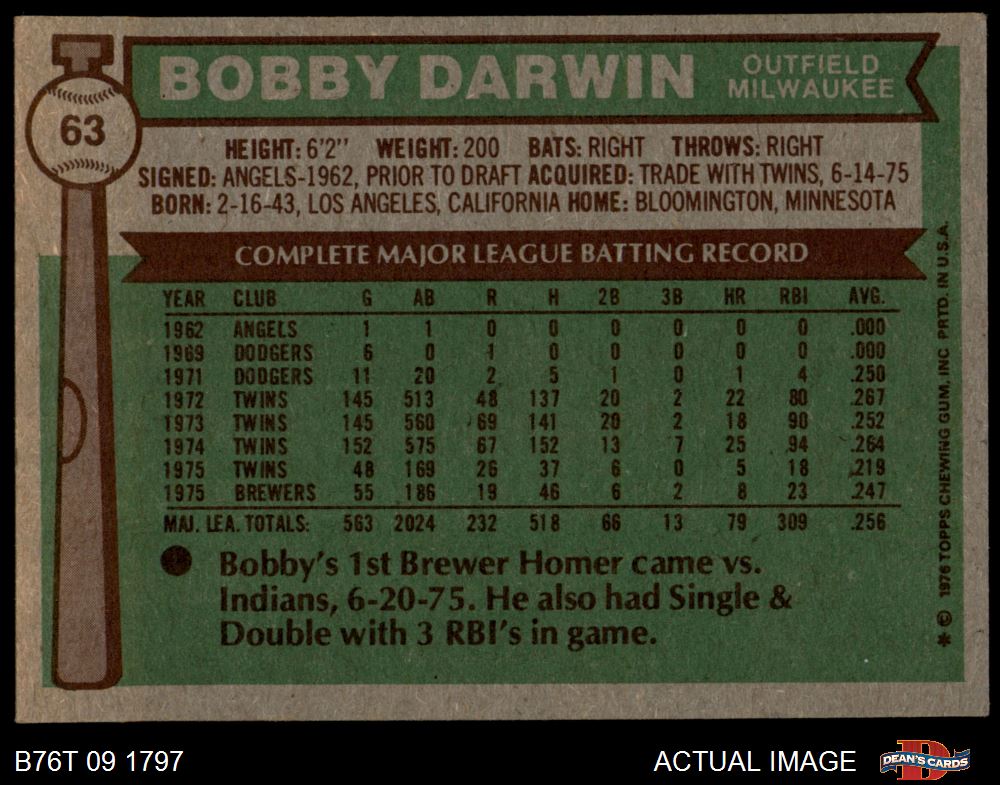 63
BOBBY DARWIN
OUTFIELD
MILWAUKEE
HEIGHT: 6'2" WEIGHT: 200 BATS: RIGHT THROWS: RIGHT
SIGNED: ANGELS-1962, PRIOR TO DRAFT ACQUIRED: TRADE WITH TWINS, 6-14-75
BORN: 2-16-43, LOS ANGELES, CALIFORNIA HOME: BLOOMINGTON, MINNESOTA
COMPLETE MAJOR LEAGUE BATTING RECORD
YEAR CLUB G AB R H 2B 3B HR RBI AVG.
1962 ANGELS 1 1 0 0 0 0 0 0 .000
1969 DODGERS 6 0 1 0 0 0 0 0 .000
1971 DODGERS 11 20 2 5 1 0 1 4 .250
1972 TWINS 145 513 48 137 20 2 22 80 .267
1973 TWINS 145 560 69 141 20 2 18 90 .252
1974 TWINS 152 575 67 152 13 7 25 94 .264
1975 TWINS 48 169 26 37 6 0 5 18 .219
1975 BREWERS 55 186 19 46 6 2 8 23 .247
MAJ. LEA. TOTALS: 563 2024 232 518 66 13 79 309 .256
Bobby's 1st Brewer Homer came vs.
Indians, 6-20-75. He also had Single &
Double with 3 RBI's in game.
* © 1976 TOPPS CHEWING GUM, INC PRTD. IN U.S.A.
B76T 09 1797
ACTUAL IMAGE
DEAN'S CARDS